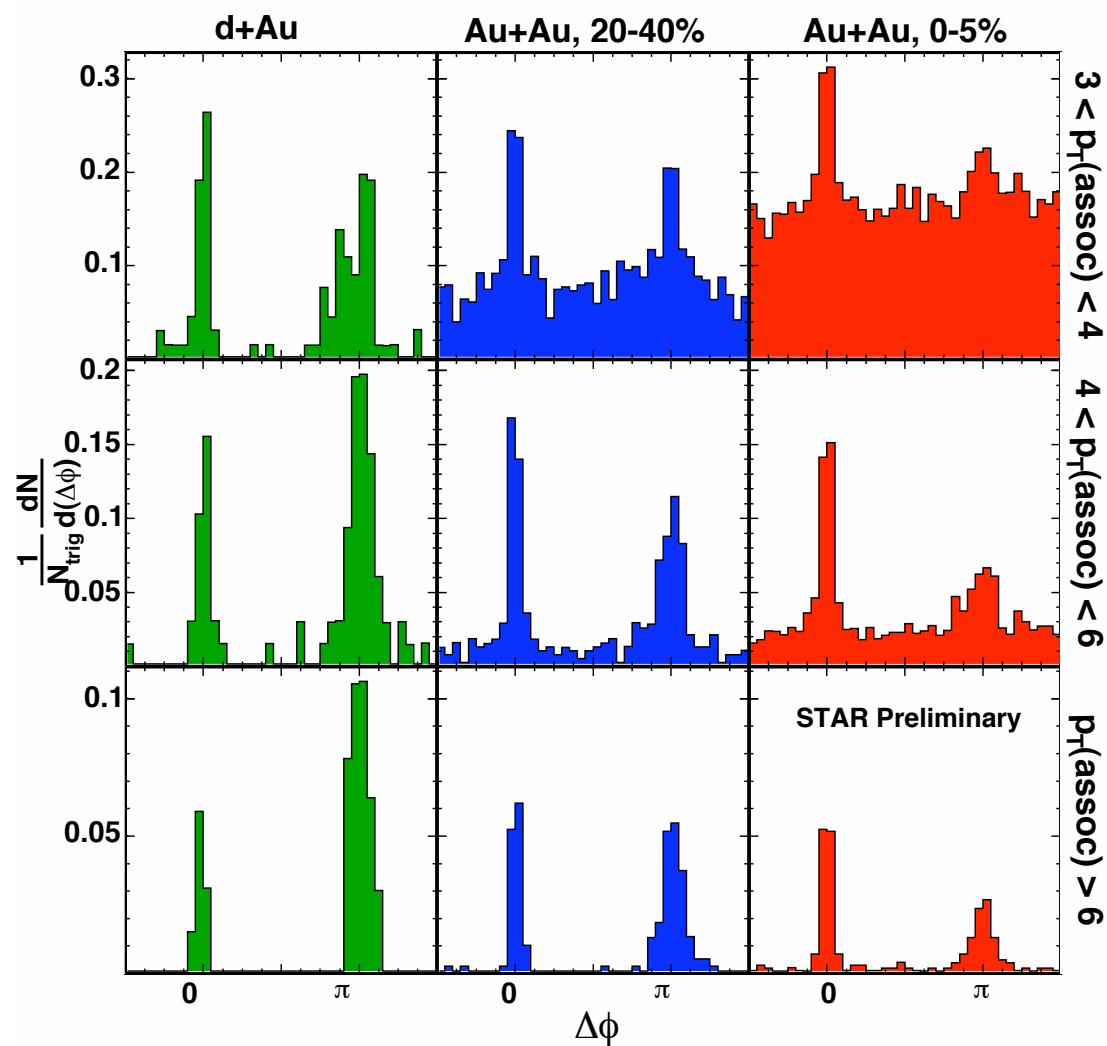 d+Au
Au+Au, 20-40%
Au+Au, 0-5%
0.3
0.2
0.1
3 < pT(assoc) < 4
0.2
0.15
0.1
0.05
4 < pT(assoc) < 6
1 dN
Ntrig d(Δϕ)
0.1
0.05
STAR Preliminary
pT(assoc) > 6
0 π 0 π 0 π
Δϕ